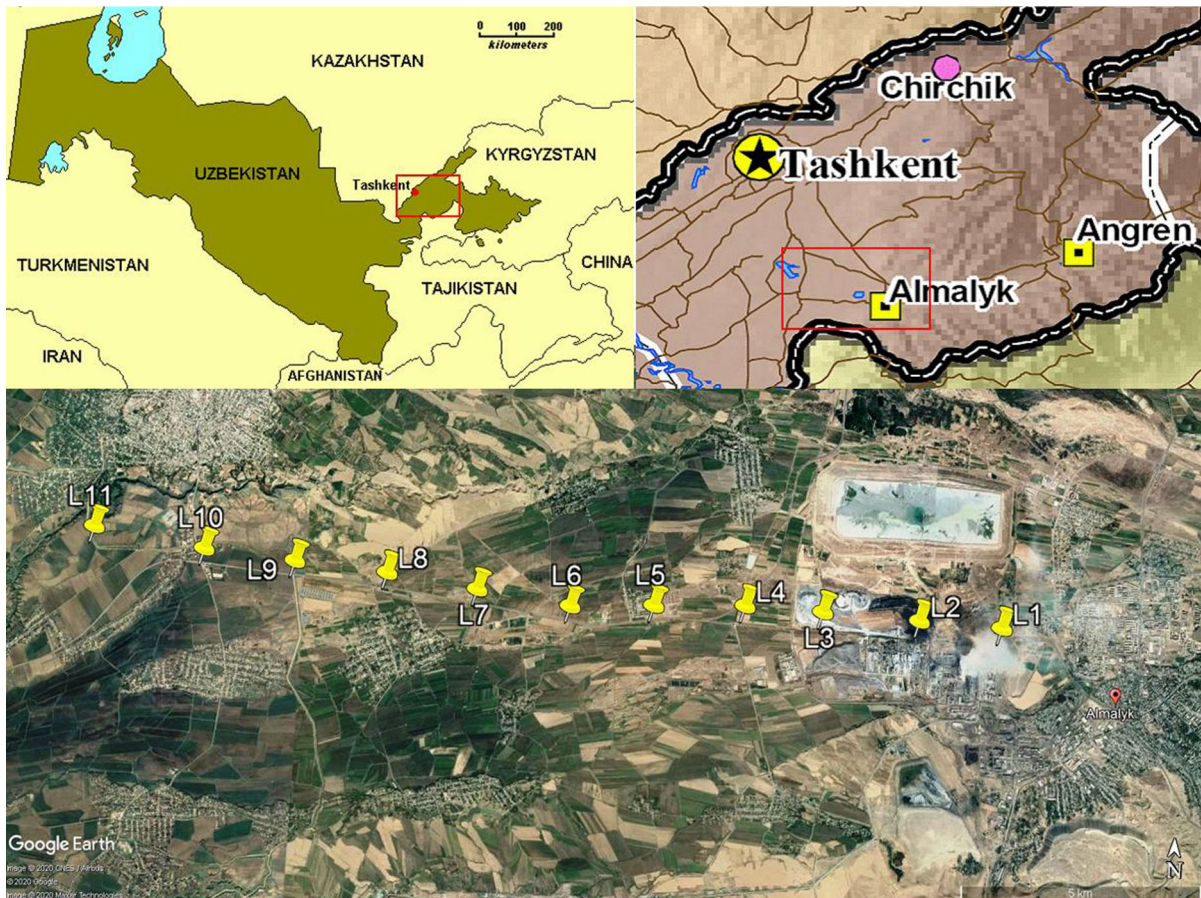 0 100 200
kilometers
KAZAKHSTAN
UZBEKISTAN
KYRGYZSTAN
Tashkent
TURKMENISTAN
TAJIKISTAN
CHINA
IRAN
AFGHANISTAN
Chirchik
Tashkent
Angren
Almalyk
L11
L10
L9
L8
L7
L6
L5
L4
L3
L2
L1
Almalyk
Google Earth
Image © 2020 CNES / Airbus
© 2020 Google
Image © 2020 Maxar Technologies
N
5 km